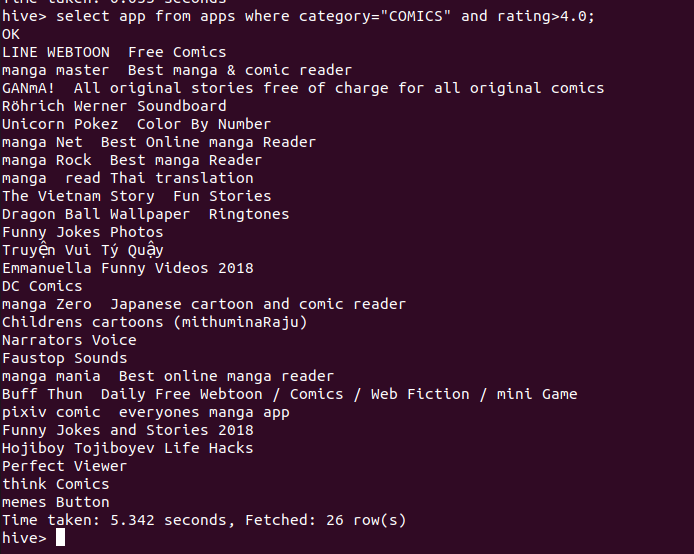 Time taken: 0.053 seconds
hive> select app from apps where category="COMICS" and rating>4.0;
OK
LINE WEBTOON  Free Comics
manga master  Best manga & comic reader
GANmA!  All original stories free of charge for all original comics
Röhrich Werner Soundboard
Unicorn Pokez  Color By Number
manga Net  Best Online manga Reader
manga Rock  Best manga Reader
manga  read Thai translation
The Vietnam Story  Fun Stories
Dragon Ball Wallpaper  Ringtones
Funny Jokes Photos
Truyện Vui Tý Quậy
Emmanuella Funny Videos 2018
DC Comics
manga Zero  Japanese cartoon and comic reader
Childrens cartoons (mithuminaRaju)
Narrators Voice
Faustop Sounds
manga mania  Best online manga reader
Buff Thun  Daily Free Webtoon / Comics / Web Fiction / mini Game
pixiv comic  everyones manga app
Funny Jokes and Stories 2018
Hojiboy Tojiboyev Life Hacks
Perfect Viewer
think Comics
memes Button
Time taken: 5.342 seconds, Fetched: 26 row(s)
hive>